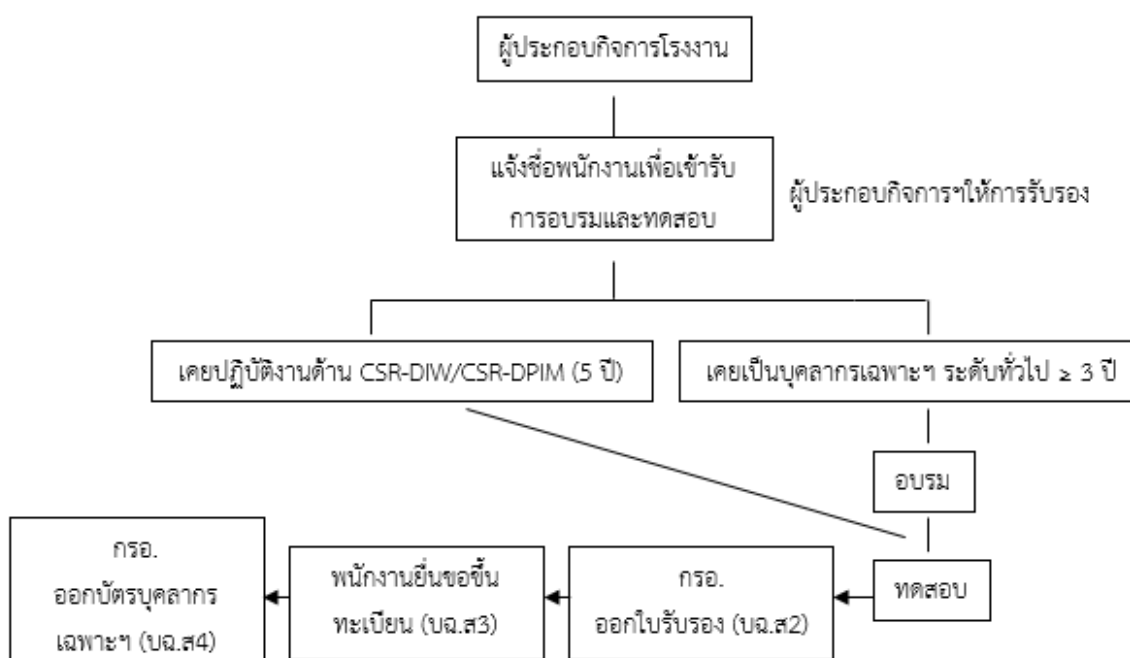 ผู้ประกอบกิจการโรงงาน
แจ้งชื่อพนักงานเพื่อเข้ารับ
การอบรมและทดสอบ
ผู้ประกอบกิจการฯให้การรับรอง
เคยปฏิบัติงานด้าน CSR-DIW/CSR-DPIM (5 ปี)
เคยเป็นบุคลากรเฉพาะฯ ระดับทั่วไป ≥ 3 ปี
อบรม
ทดสอบ
กรอ.
ออกใบรับรอง (บฉ.ส2)
พนักงานยื่นขอขึ้น
ทะเบียน (บฉ.ส3)
กรอ.
ออกบัตรบุคลากร
เฉพาะฯ (บฉ.ส4)